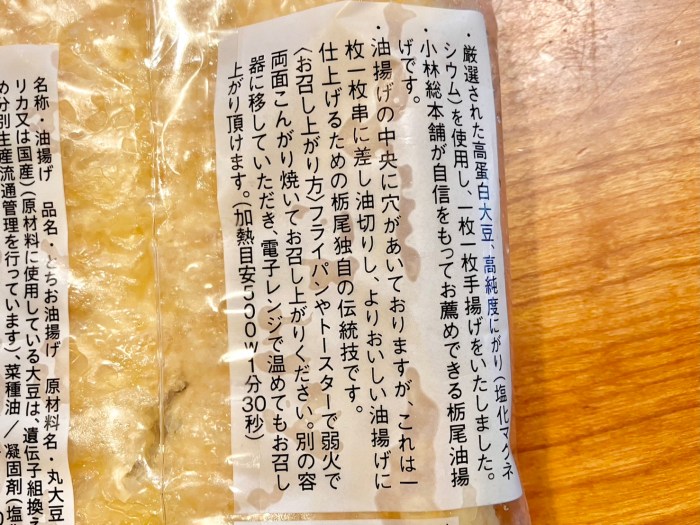 ・厳選された高蛋白大豆、高純度にがり(塩化マグネ
シウム)を使用し、一枚一枚手揚げをいたしました。
・小林総本舗が自信をもってお薦めできる栃尾油揚
げです。
・油揚げの中央に穴があいておりますが、これは一
枚一枚串に差し油切りし、よりおいしい油揚げに
仕上げるための栃尾独自の伝統技です。
〈お召し上がり方〉フライパンやトースターで弱火で
両面こんがり焼いてお召し上がりください。別の容
器に移していただき、電子レンジで温めてもお召し
上がり頂けます。(加熱目安500W1分30秒)
名称・油揚げ 品名・とちお油揚げ 原材料名・丸大豆
リカ又は国産)(原材料に使用している大豆は、遺伝子組換え
め分別生産流通管理を行っています)、菜種油/凝固剤(塩